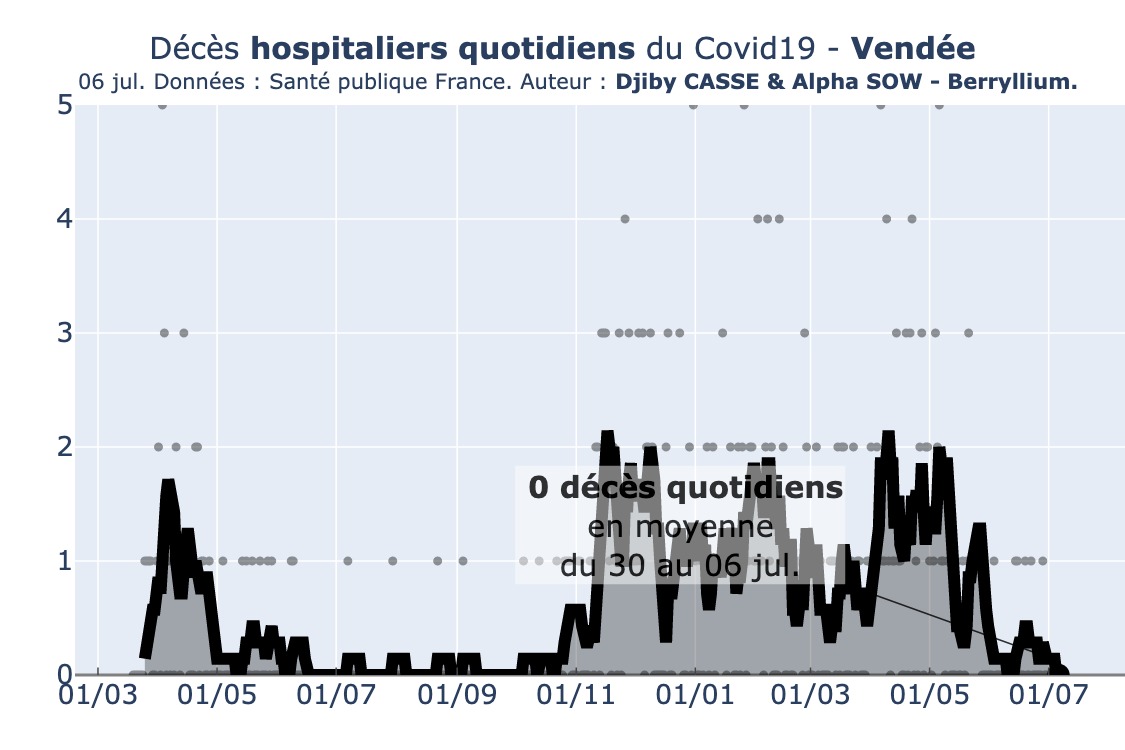 Décès hospitaliers quotidiens du Covid19 - Vendée
06 jul. Données : Santé publique France. Auteur : Djiby CASSE & Alpha SOW - Berryllium.
5
4
3
2
1
0
0 décès quotidiens
en moyenne
du 30 au 06 jul.
01/03 01/05 01/07 01/09 01/11 01/01 01/03 01/05 01/07